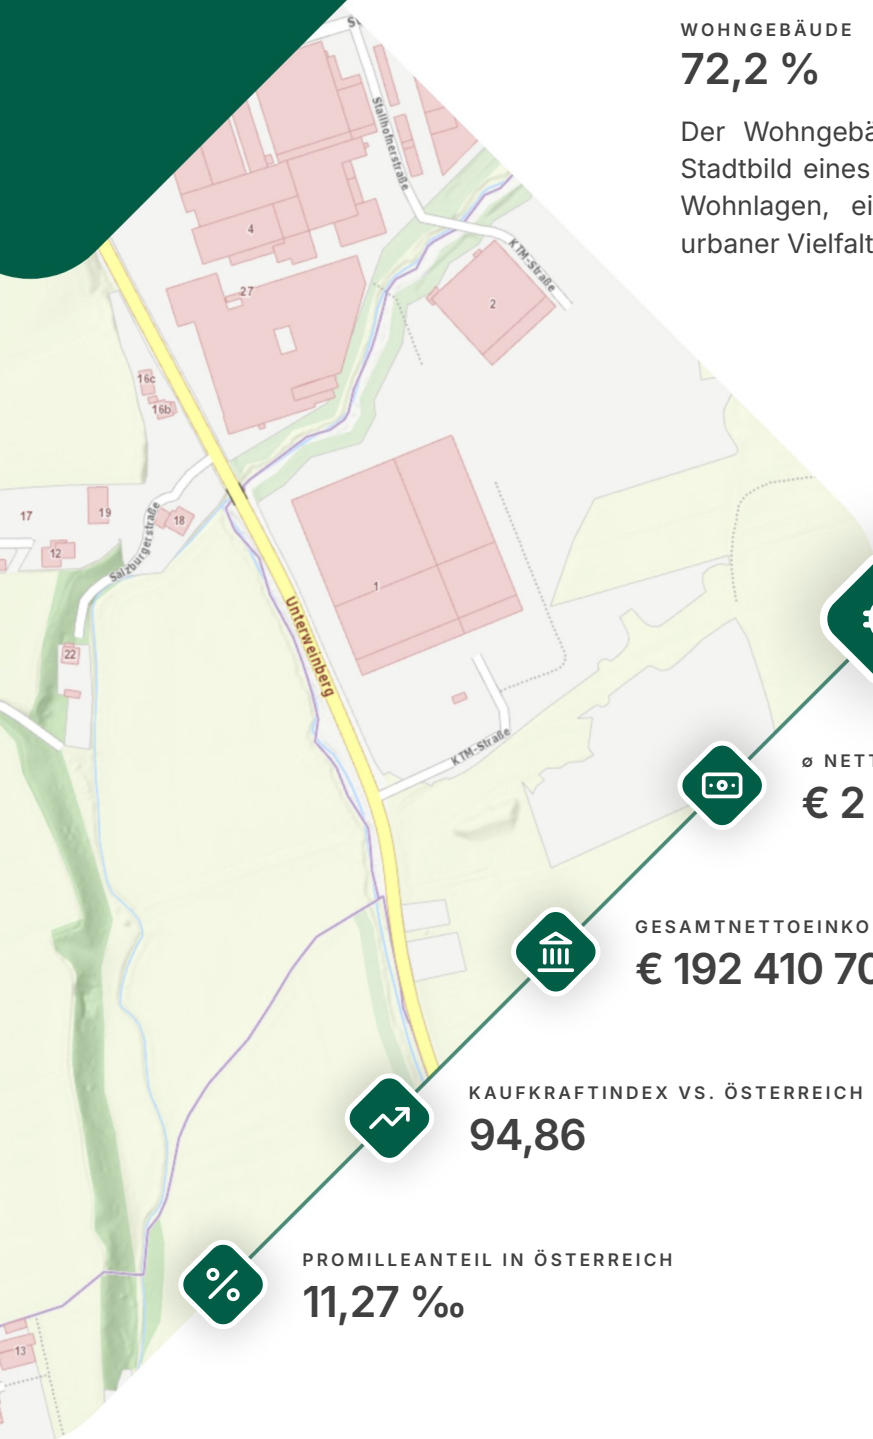 WOHNGEBÄUDE
72,2 %
Der Wohngebä
Stadtbild eines
Wohnlagen, ei
urbaner Vielfalt
Stallhofnerstraße
4
KTM-Straße
27
2
16c
16b
17
19
18
12
Salzburgerstraße
1
Unterweinberg
22
KTM-Straße
ø NETT
€ 2
GESAMTNETTOEINKO
€ 192 410 70
KAUFKRAFTINDEX VS. ÖSTERREICH
94,86
%
PROMILLEANTEIL IN ÖSTERREICH
11,27 ‰
13